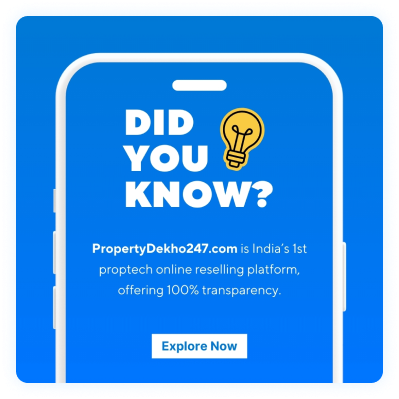 DID
YOU
KNOW?
PropertyDekho247.com is India's 1st
proptech online reselling platform,
offering 100% transparency.
Explore Now